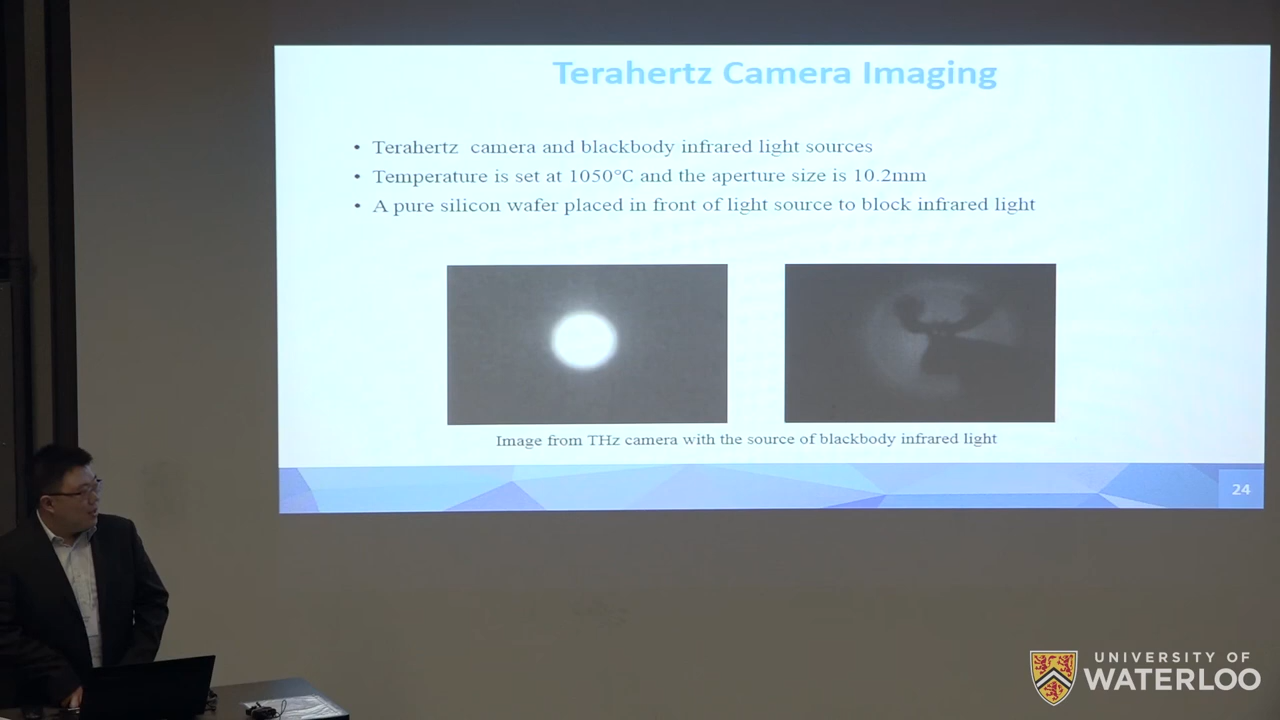 Terahertz Camera Imaging
• Terahertz camera and blackbody infrared light sources
• Temperature is set at 1050℃ and the aperture size is 10.2mm
• A pure silicon wafer placed in front of light source to block infrared light
Image from THz camera with the source of blackbody infrared light
24
UNIVERSITY OF
WATERLOO